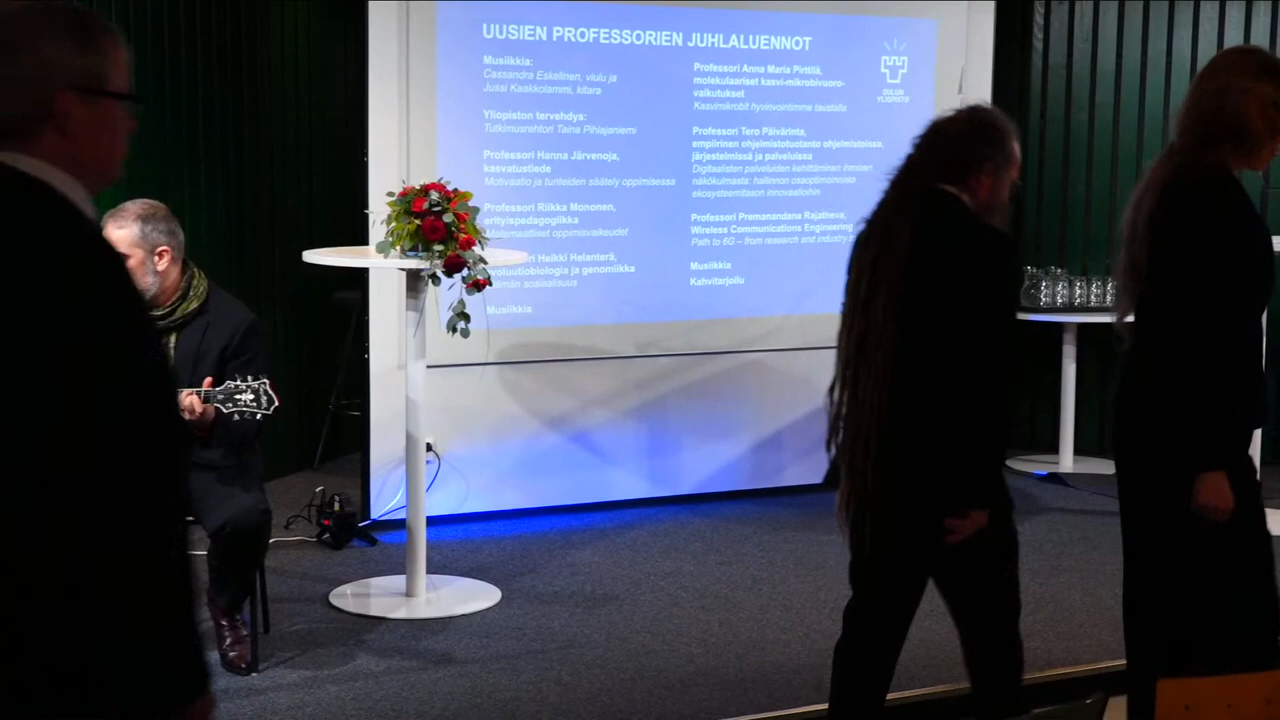 UUSIEN PROFESSORIEN JUHLALUENNOT
Musiikkia:
Cassandra Eskelinen, viulu ja
Jussi Kaakkolammi, kitara
Yliopiston tervehdys:
Tutkimusrehtori Taina Pihlajaniemi
Professori Hanna Järvenoja,
kasvatustiede
Motivaatio ja tunteiden säätely oppimisessa
Professori Riikka Mononen,
erityispedagogiikka
Matemaattiset oppimisvaikeudet
ri Heikki Helanterä,
evoluutiobiologia ja genomiikka
Elämän sosiaalisuus
Musiikkia
Professori Anna Maria Pirttilä,
molekulaariset kasvi-mikrobivuoro-
vaikutukset
Kasvimikrobit hyvinvointimme taustalla
Professori Tero Päivärinta,
empiirinen ohjelmistotuotanto ohjelmistoissa,
järjestelmissä ja palveluissa
Digitaalisten palveluiden kehittäminen ihmisen
näkökulmasta: hallinnon osaoptimoinnista
ekosysteemitason innovaatioihin
Professori Premanandana Rajatheva,
Wireless Communications Engineering
Path to 6G – from research and industry
Musiikkia
Kahvitarjoilu
OULUN
YLIOPISTO